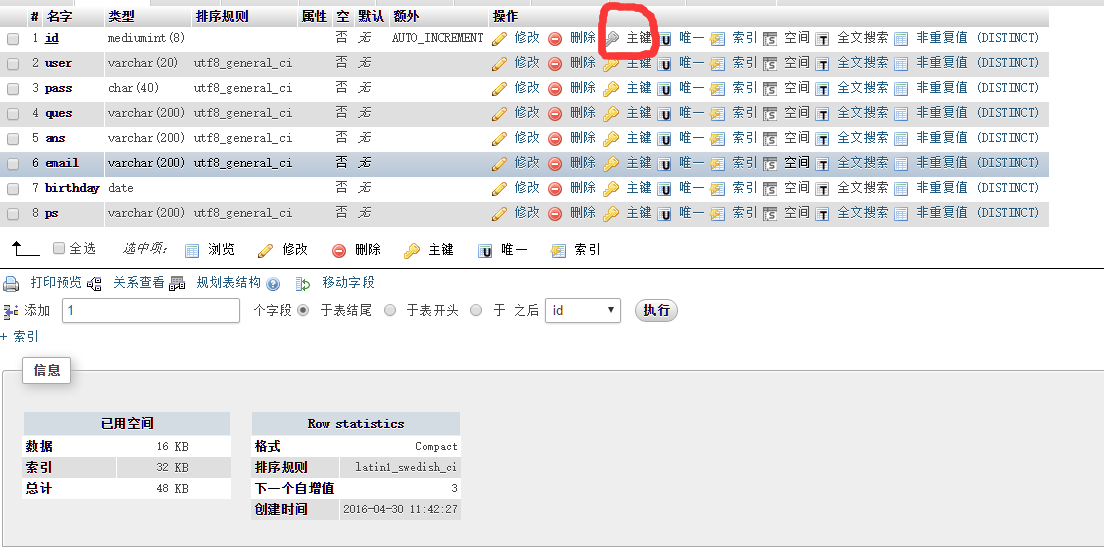 # 名字 类型 排序规则 属性 空 默认 额外 操作
1 id mediumint(8) 否 无 AUTO_INCREMENT 修改 删除 主键 唯一 索引 空间 全文搜索 非重复值 (DISTINCT)
2 user varchar(20) utf8_general_ci 否 无 修改 删除 主键 唯一 索引 空间 全文搜索 非重复值 (DISTINCT)
3 pass char(40) utf8_general_ci 否 无 修改 删除 主键 唯一 索引 空间 全文搜索 非重复值 (DISTINCT)
4 ques varchar(200) utf8_general_ci 否 无 修改 删除 主键 唯一 索引 空间 全文搜索 非重复值 (DISTINCT)
5 ans varchar(200) utf8_general_ci 否 无 修改 删除 主键 唯一 索引 空间 全文搜索 非重复值 (DISTINCT)
6 email varchar(200) utf8_general_ci 否 无 修改 删除 主键 唯一 索引 空间 全文搜索 非重复值 (DISTINCT)
7 birthday date 否 无 修改 删除 主键 唯一 索引 空间 全文搜索 非重复值 (DISTINCT)
8 ps varchar(200) utf8_general_ci 否 无 修改 删除 主键 唯一 索引 空间 全文搜索 非重复值 (DISTINCT)
全选 选中项: 浏览 修改 删除 主键 唯一 索引
打印预览 关系查看 规划表结构 移动字段
添加 1 个字段 于表结尾 于表开头 于 之后 id 执行
+ 索引
信息
已用空间 Row statistics
数据 16 KB 格式 Compact
索引 32 KB 排序规则 latin1_swedish_ci
总计 48 KB 下一个自增值 3
创建时间 2016-04-30 11:42:27